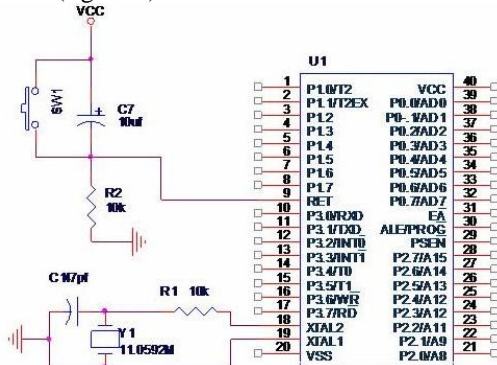 VCC
U1
SW1
C7
10uf
R2
10k
C1 47pf
R1 10k
Y1
11.0592M
1 P1.0/T2 VCC 40
2 P1.1/T2EX P0.0/AD0 39
3 P1.2 P0-.1/AD1 38
4 P1.3 P0.2/AD2 37
5 P1.4 P0.3/AD3 36
6 P1.5 P0.4/AD4 35
7 P1.6 P0.5/AD5 34
8 P1.7 P0.6/AD6 33
9 RET P0.7/AD7 32
10 P3.0/RXD EA 31
11 P3.1/TXD ALE/PROG 30
12 P3.2/INT0 PSEN 29
13 P3.3/INT1 P2.7/A15 28
14 P3.4/T0 P2.6/A14 27
15 P3.5/T1 P2.5/A13 26
16 P3.6/WR P2.4/A12 25
17 P3.7/RD P2.3/A12 24
18 XTAL2 P2.2/A11 23
19 XTAL1 P2.1/A9 22
20 VSS P2.0/A8 21